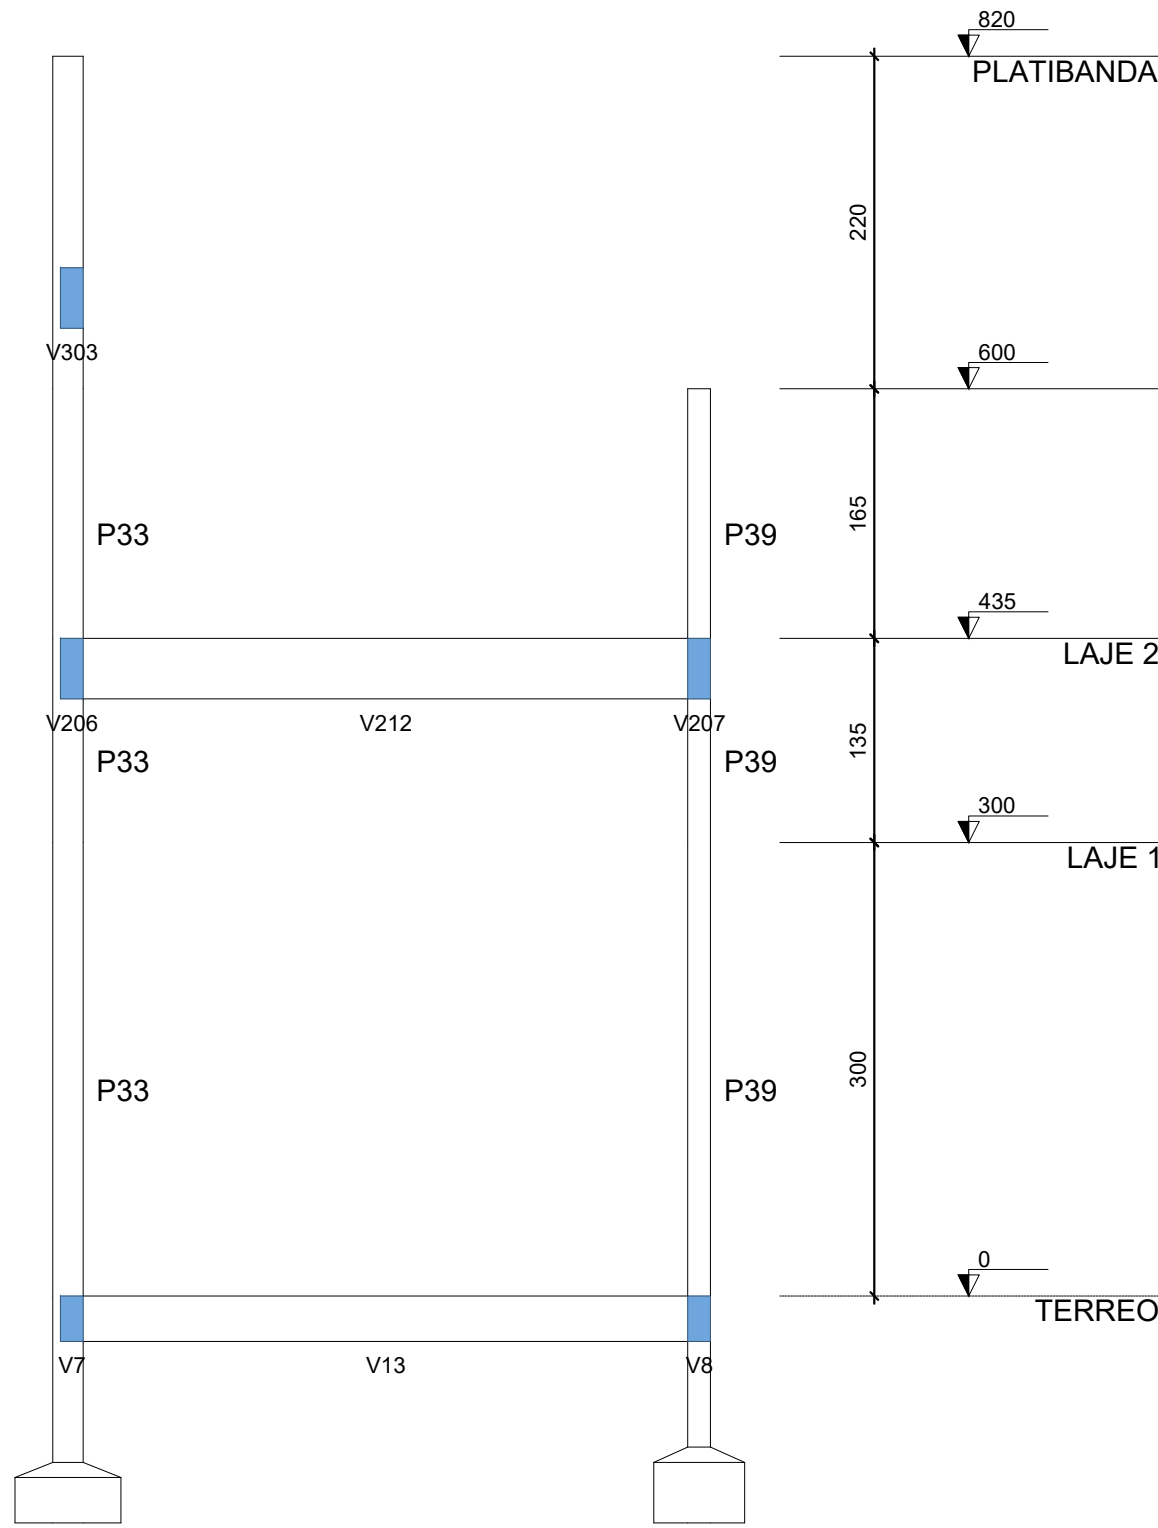 820
PLATIBANDA
220
V303
600
P33
P39
165
435
LAJE 2
V206
V212
V207
P33
P39
135
300
LAJE 1
P33
P39
300
0
TERREO
V7
V13
V8